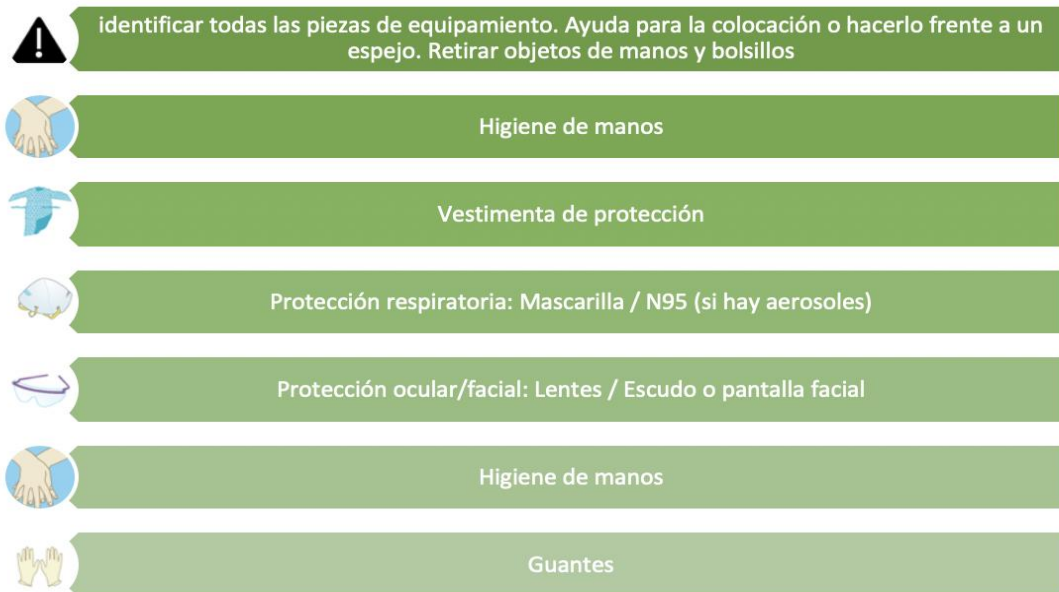 identificar todas las piezas de equipamiento. Ayuda para la colocación o hacerlo frente a un
espejo. Retirar objetos de manos y bolsillos
Higiene de manos
Vestimenta de protección
Protección respiratoria: Mascarilla / N95 (si hay aerosoles)
Protección ocular/facial: Lentes / Escudo o pantalla facial
Higiene de manos
Guantes